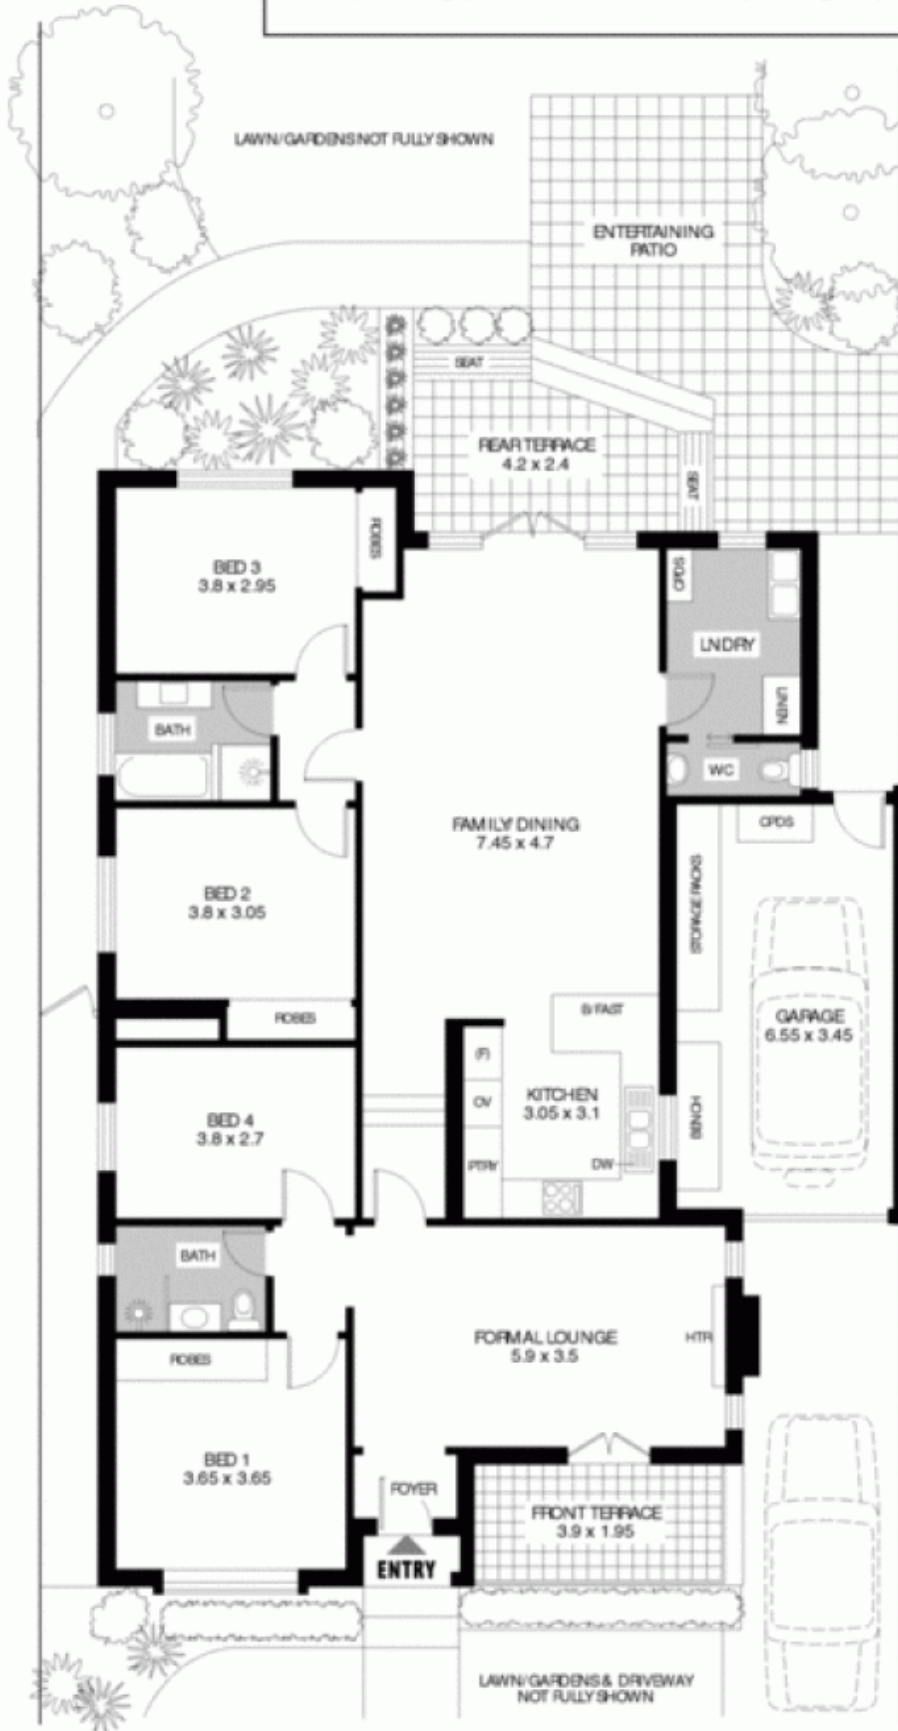 LAWN/GARDENS NOT FULLY SHOWN
ENTERTAINING
PATIO
SEAT
REAR TERRACE
4.2 x 2.4
SEAT
ROBES
BED 3
3.8 x 2.95
LNDRY
LINEN
BATH
WC
FAMILY/DINING
7.45 x 4.7
CPDS
BED 2
3.8 x 3.05
STORAGE RACKS
ROBES
B/FAST
GARAGE
6.55 x 3.45
(F)
OV
KITCHEN
3.05 x 3.1
BENCH
BED 4
3.8 x 2.7
PTRY
DW
BATH
FORMAL LOUNGE
5.9 x 3.5
HTR
ROBES
BED 1
3.65 x 3.65
FOYER
FRONT TERRACE
3.9 x 1.95
ENTRY
LAWN/GARDENS & DRIVEWAY
NOT FULLY SHOWN